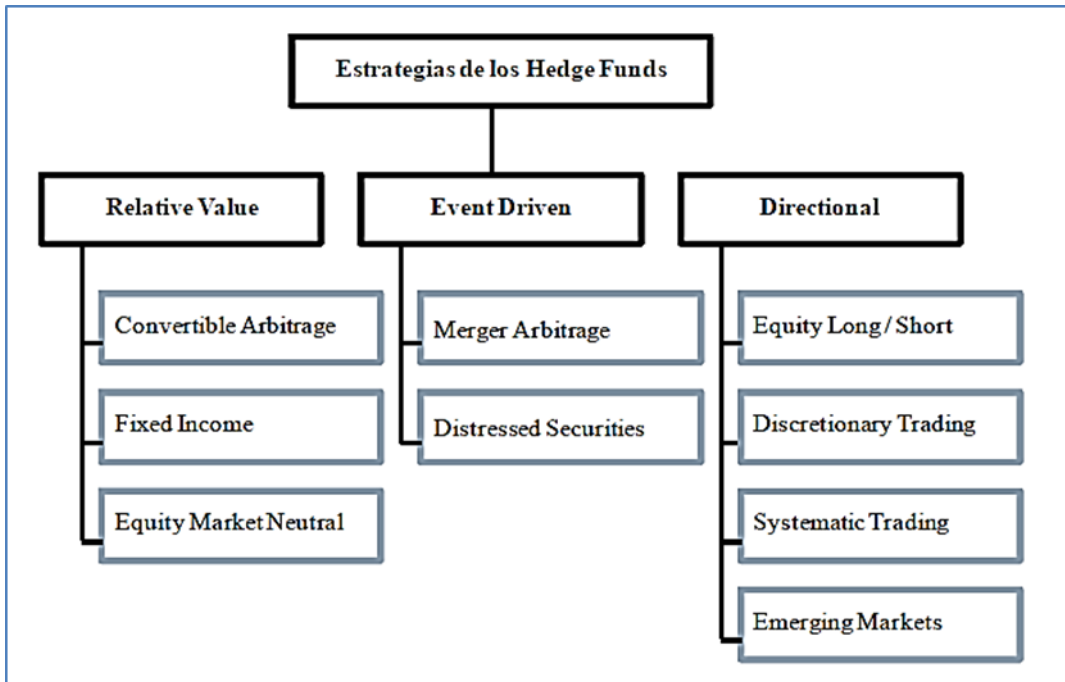 Estrategias de los Hedge Funds
Relative Value
Event Driven
Directional
Convertible Arbitrage
Fixed Income
Equity Market Neutral
Merger Arbitrage
Distressed Securities
Equity Long / Short
Discretionary Trading
Systematic Trading
Emerging Markets